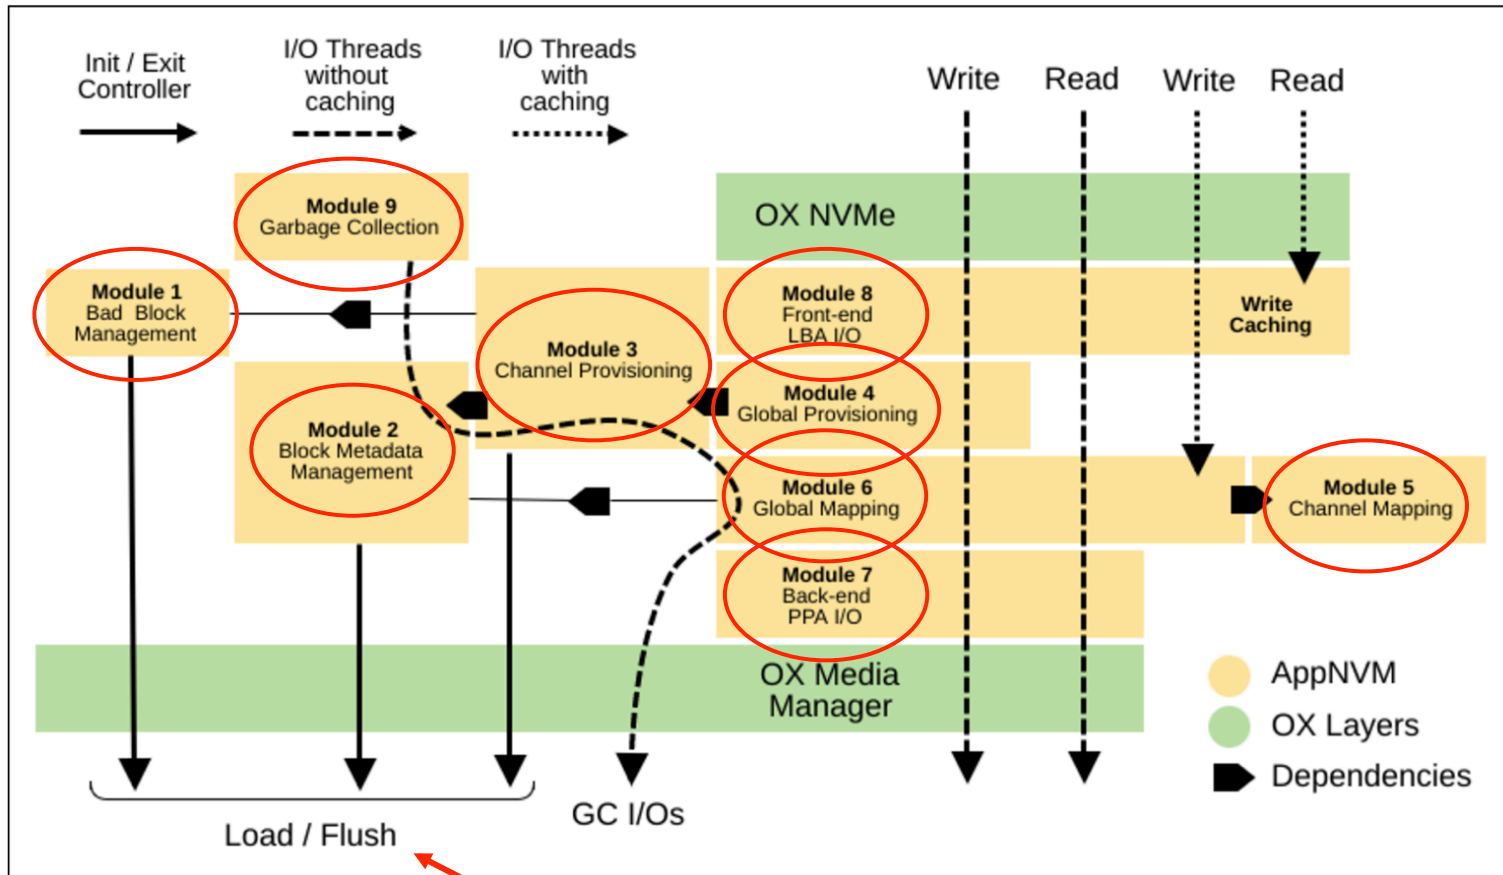 Init / Exit
Controller
I/O Threads
without
caching
I/O Threads
with
caching
Write
Read
Write
Read
Module 9
Garbage Collection
OX NVMe
Module 1
Bad Block
Management
Module 3
Channel Provisioning
Module 8
Front-end
LBA I/O
Write
Caching
Module 4
Global Provisioning
Module 2
Block Metadata
Management
Module 6
Global Mapping
Module 5
Channel Mapping
Module 7
Back-end
PPA I/O
OX Media
Manager
AppNVM
OX Layers
Dependencies
GC I/Os
Load / Flush